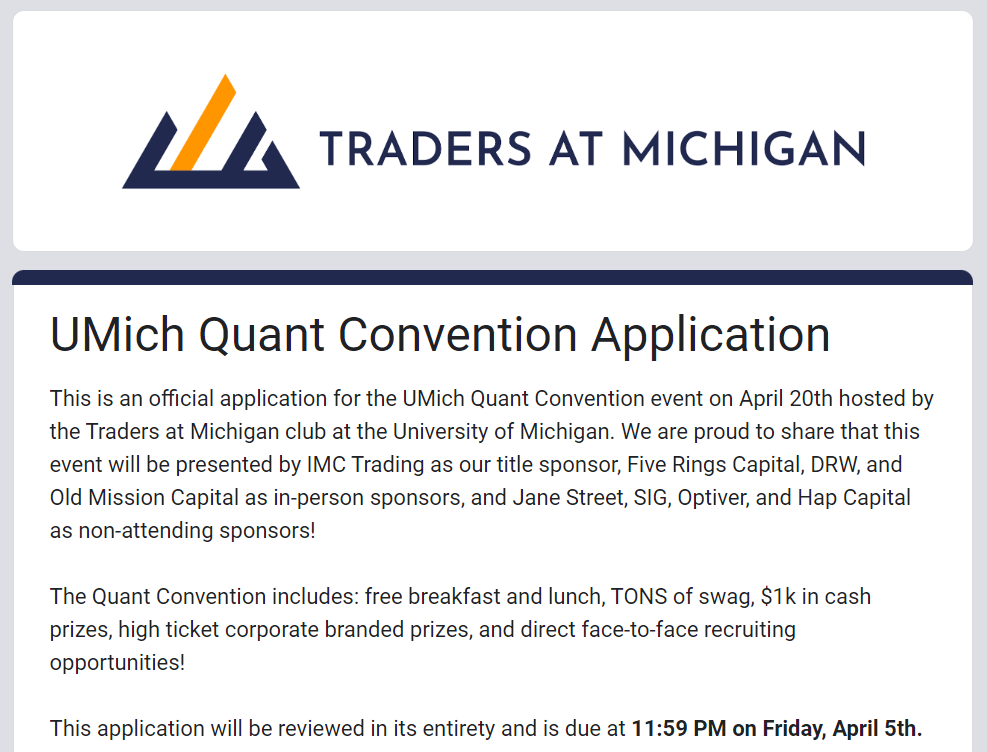 TRADERS AT MICHIGAN
UMich Quant Convention Application
This is an official application for the UMich Quant Convention event on April 20th hosted by
the Traders at Michigan club at the University of Michigan. We are proud to share that this
event will be presented by IMC Trading as our title sponsor, Five Rings Capital, DRW, and
Old Mission Capital as in-person sponsors, and Jane Street, SIG, Optiver, and Hap Capital
as non-attending sponsors!
The Quant Convention includes: free breakfast and lunch, TONS of swag, $1k in cash
prizes, high ticket corporate branded prizes, and direct face-to-face recruiting
opportunities!
This application will be reviewed in its entirety and is due at 11:59 PM on Friday, April 5th.